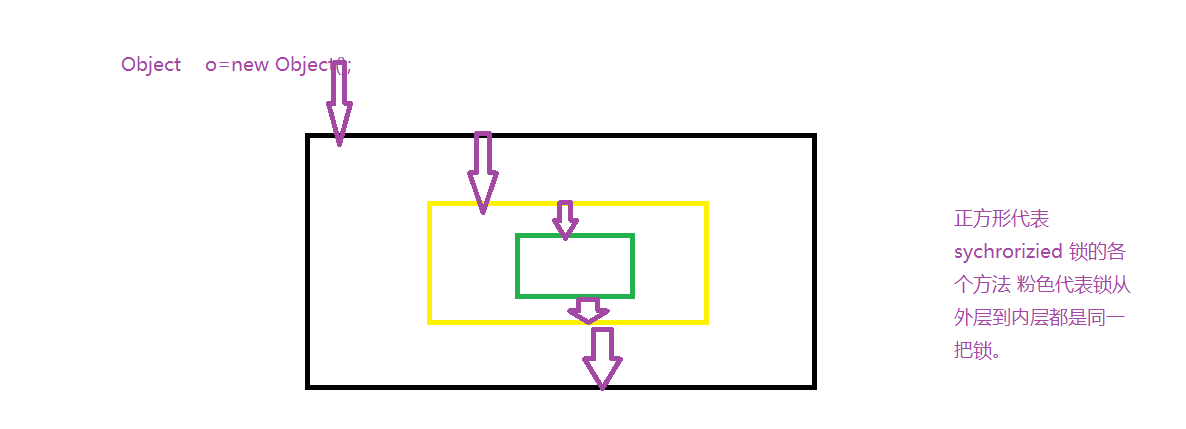 Object o=new Object();
正方形代表
sychrorizied 锁的各
个方法 粉色代表锁从
外层到内层都是同一
把锁。